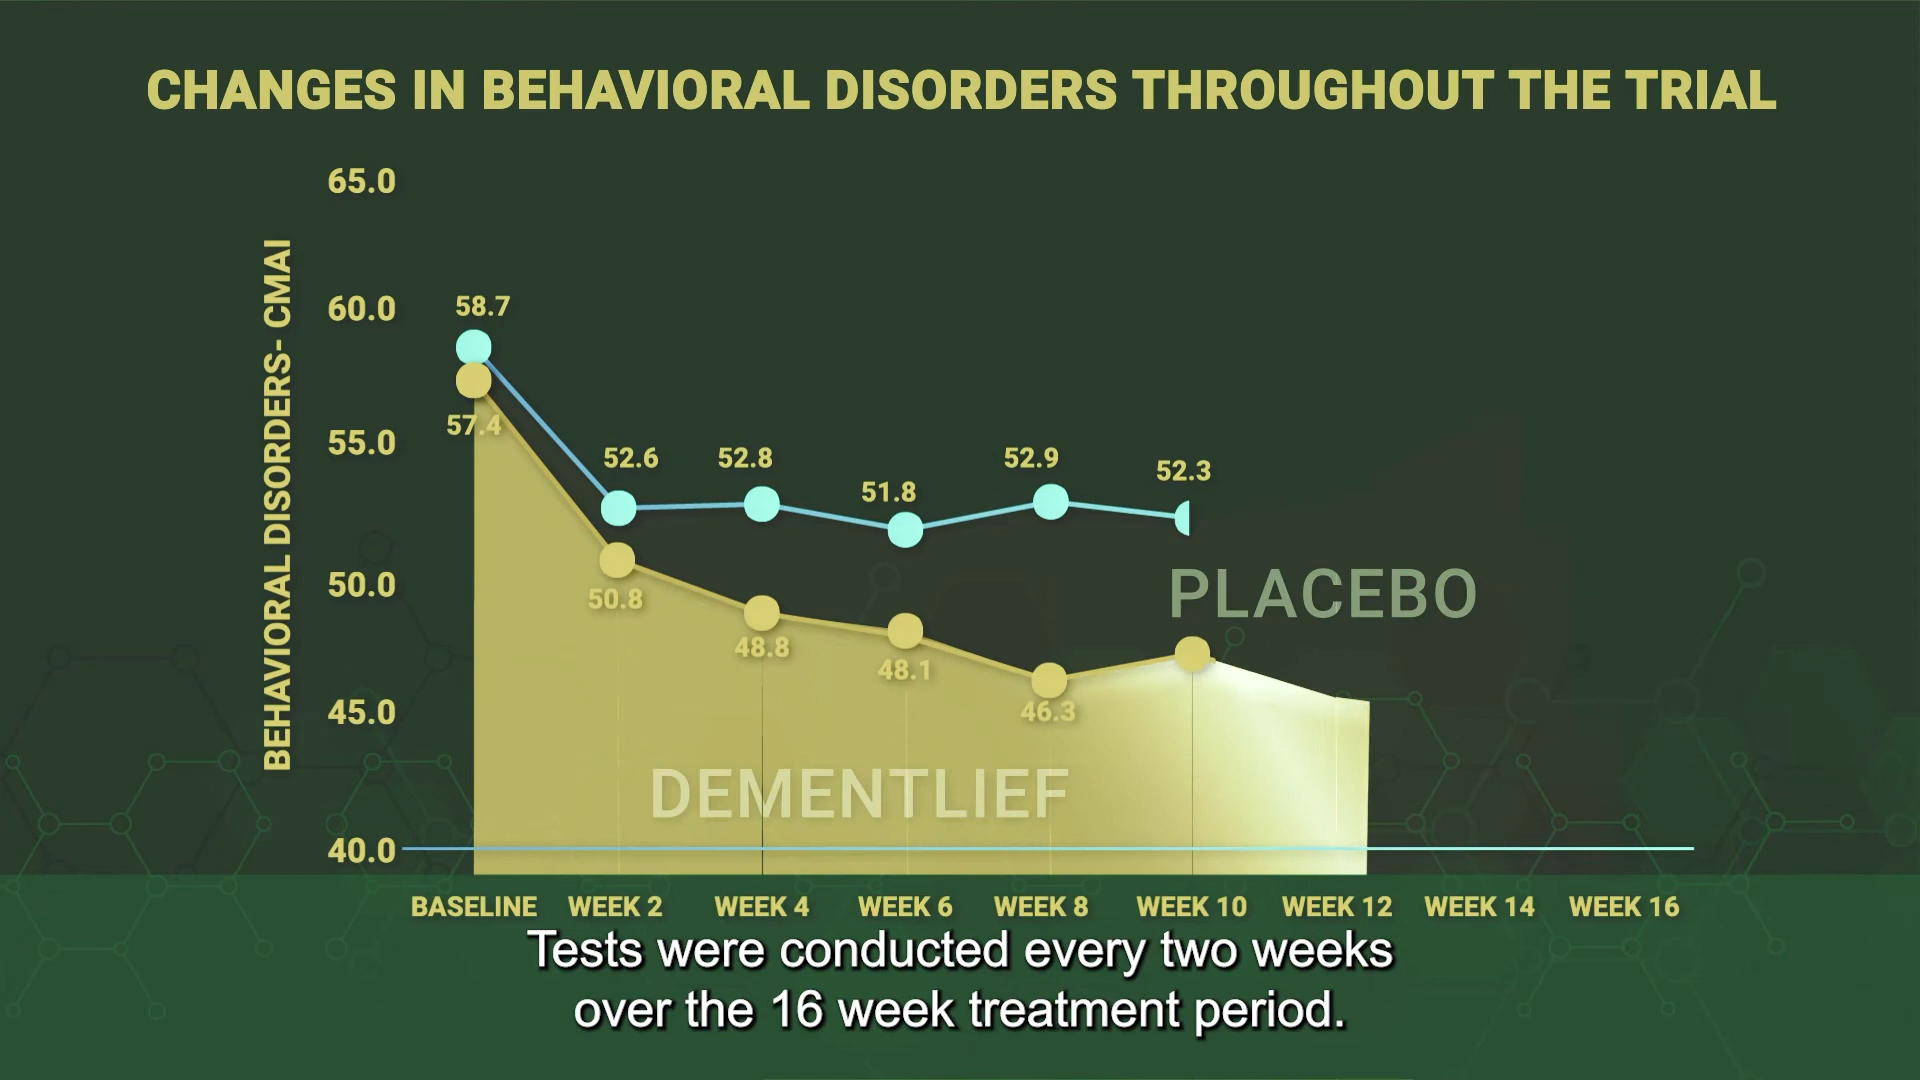 CHANGES IN BEHAVIORAL DISORDERS THROUGHOUT THE TRIAL
BEHAVIORAL DISORDERS- CMAI
65.0
60.0
55.0
50.0
45.0
40.0
58.7
57.4
52.6
52.8
51.8
52.9
52.3
50.8
48.8
48.1
46.3
PLACEBO
DEMENTLIEF
BASELINE WEEK 2 WEEK 4 WEEK 6 WEEK 8 WEEK 10 WEEK 12 WEEK 14 WEEK 16
Tests were conducted every two weeks
over the 16 week treatment period.